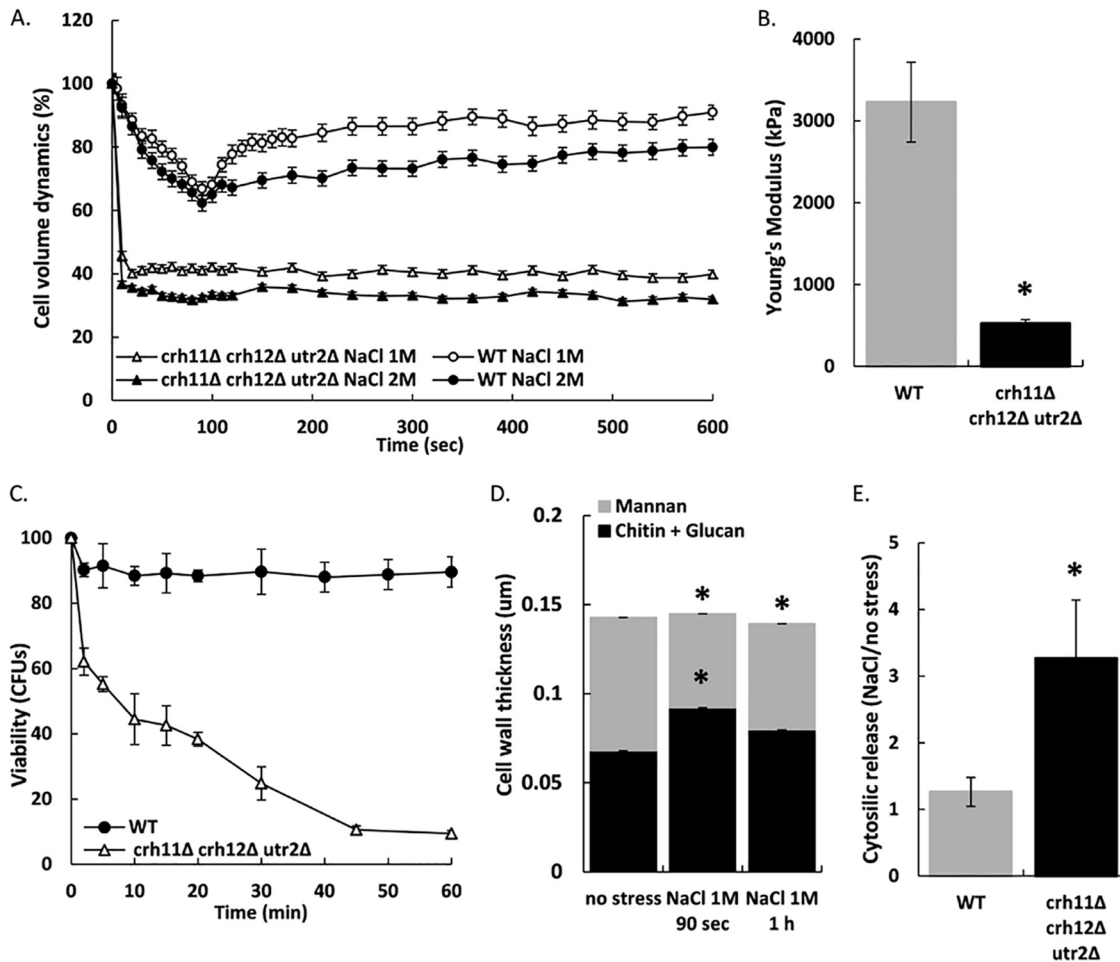 A.
Cell volume dynamics (%)
120
100
80
60
40
20
0
crh11Δ crh12Δ utr2Δ NaCl 1M
WT NaCl 1M
crh11Δ crh12Δ utr2Δ NaCl 2M
WT NaCl 2M
0 100 200 300 400 500 600
Time (sec)
B.
Young's Modulus (kPa)
4000
3000
2000
1000
0
*
WT
crh11Δ
crh12Δ utr2Δ
C.
Viability (CFUs)
100
80
60
40
20
0
WT
crh11Δ crh12Δ utr2Δ
0 10 20 30 40 50 60
Time (min)
D.
Mannan
Chitin + Glucan
Cell wall thickness (um)
0.2
0.15
0.1
0.05
0
*
*
*
no stress NaCl 1M NaCl 1M
90 sec 1 h
E.
Cytosilic release (NaCl/no stress)
5
4
3
2
1
0
*
WT
crh11Δ
crh12Δ
utr2Δ